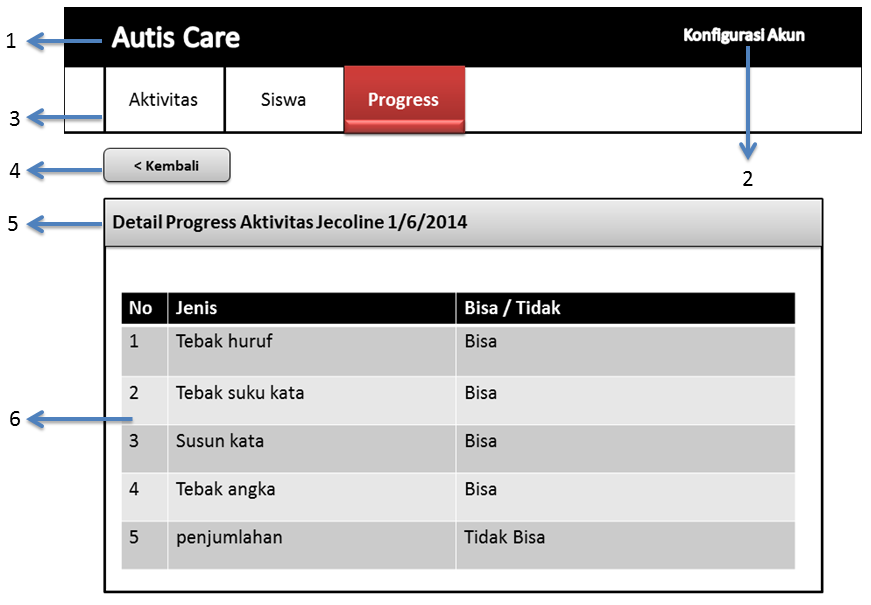 1 Autis Care Konfigurasi Akun
3 Aktivitas Siswa Progress
4 < Kembali
2
5 Detail Progress Aktivitas Jecoline 1/6/2014
No Jenis Bisa / Tidak
1 Tebak huruf Bisa
2 Tebak suku kata Bisa
6
3 Susun kata Bisa
4 Tebak angka Bisa
5 penjumlahan Tidak Bisa